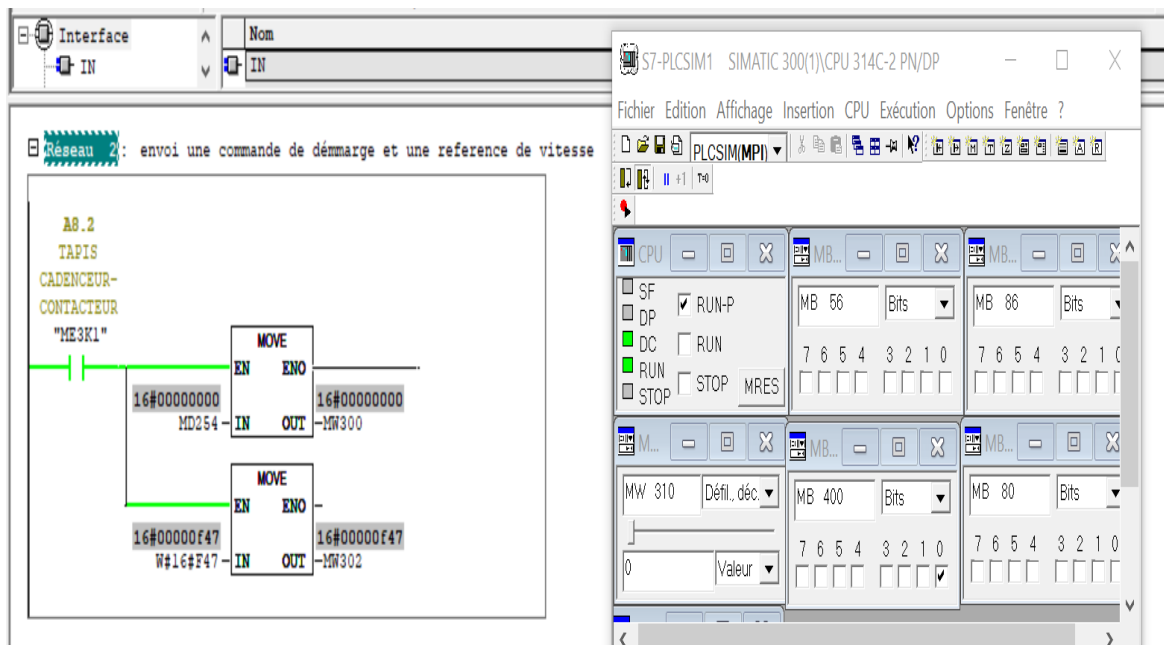 Interface
IN
Nom
IN
Réseau 2 : envoi une commande de démmarge et une reference de vitesse
A8.2
TAPIS
CADENCEUR-
CONTACTEUR
"ME3K1"
MOVE
EN ENO
16#00000000 16#00000000
MD254 IN OUT MW300
MOVE
EN ENO
16#00000f47 16#00000f47
W#16#F47 IN OUT MW302
S7-PLCSIM1 SIMATIC 300(1)\CPU 314C-2 PN/DP
Fichier Edition Affichage Insertion CPU Exécution Options Fenêtre ?
PLCSIM(MPI)
+1 T=0
CPU
SF
DP
DC
RUN
STOP
RUN-P
RUN
STOP MRES
MB...
MB 56 Bits
7 6 5 4 3 2 1 0
MB...
MB 86 Bits
7 6 5 4 3 2 1 0
M...
MW 310 Défil., déc.
0 Valeur
MB...
MB 400 Bits
7 6 5 4 3 2 1 0
MB...
MB 80 Bits
7 6 5 4 3 2 1 0